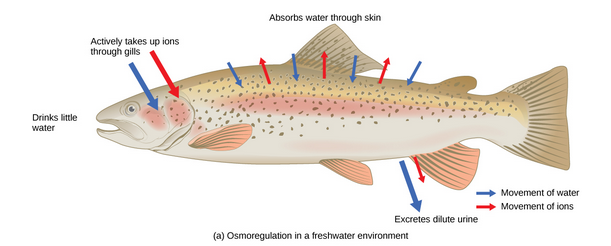 Absorbs water through skin
Actively takes up ions
through gills
Drinks little
water
Movement of water
Movement of ions
Excretes dilute urine
(a) Osmoregulation in a freshwater environment